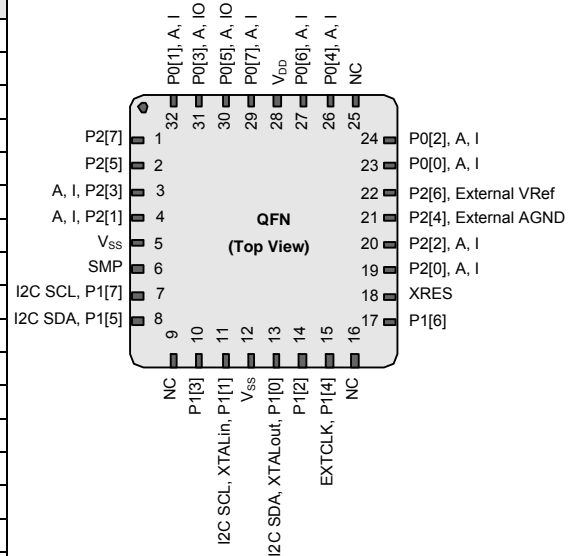 P0[1], A, I
P0[3], A, IO
P0[5], A, IO
P0[7], A, I
VDD
P0[6], A, I
P0[4], A, I
NC
32
31
30
29
28
27
26
25
P2[7] 1
P2[5] 2
A, I, P2[3] 3
A, I, P2[1] 4
VSS 5
SMP 6
I2C SCL, P1[7] 7
I2C SDA, P1[5] 8
QFN
(Top View)
24 P0[2], A, I
23 P0[0], A, I
22 P2[6], External VRef
21 P2[4], External AGND
20 P2[2], A, I
19 P2[0], A, I
18 XRES
17 P1[6]
9
10
11
12
13
14
15
16
NC
P1[3]
I2C SCL, XTALin, P1[1]
VSS
I2C SDA, XTALout, P1[0]
P1[2]
EXTCLK, P1[4]
NC